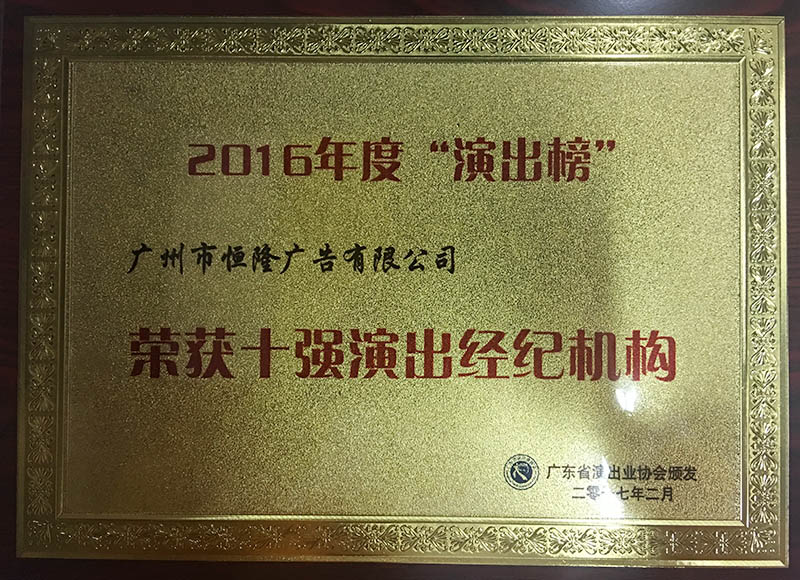 2016年度“演出榜”
广州市恒隆广告有限公司
荣获十强演出经纪机构
广东省演出业协会颁发
二零一七年二月